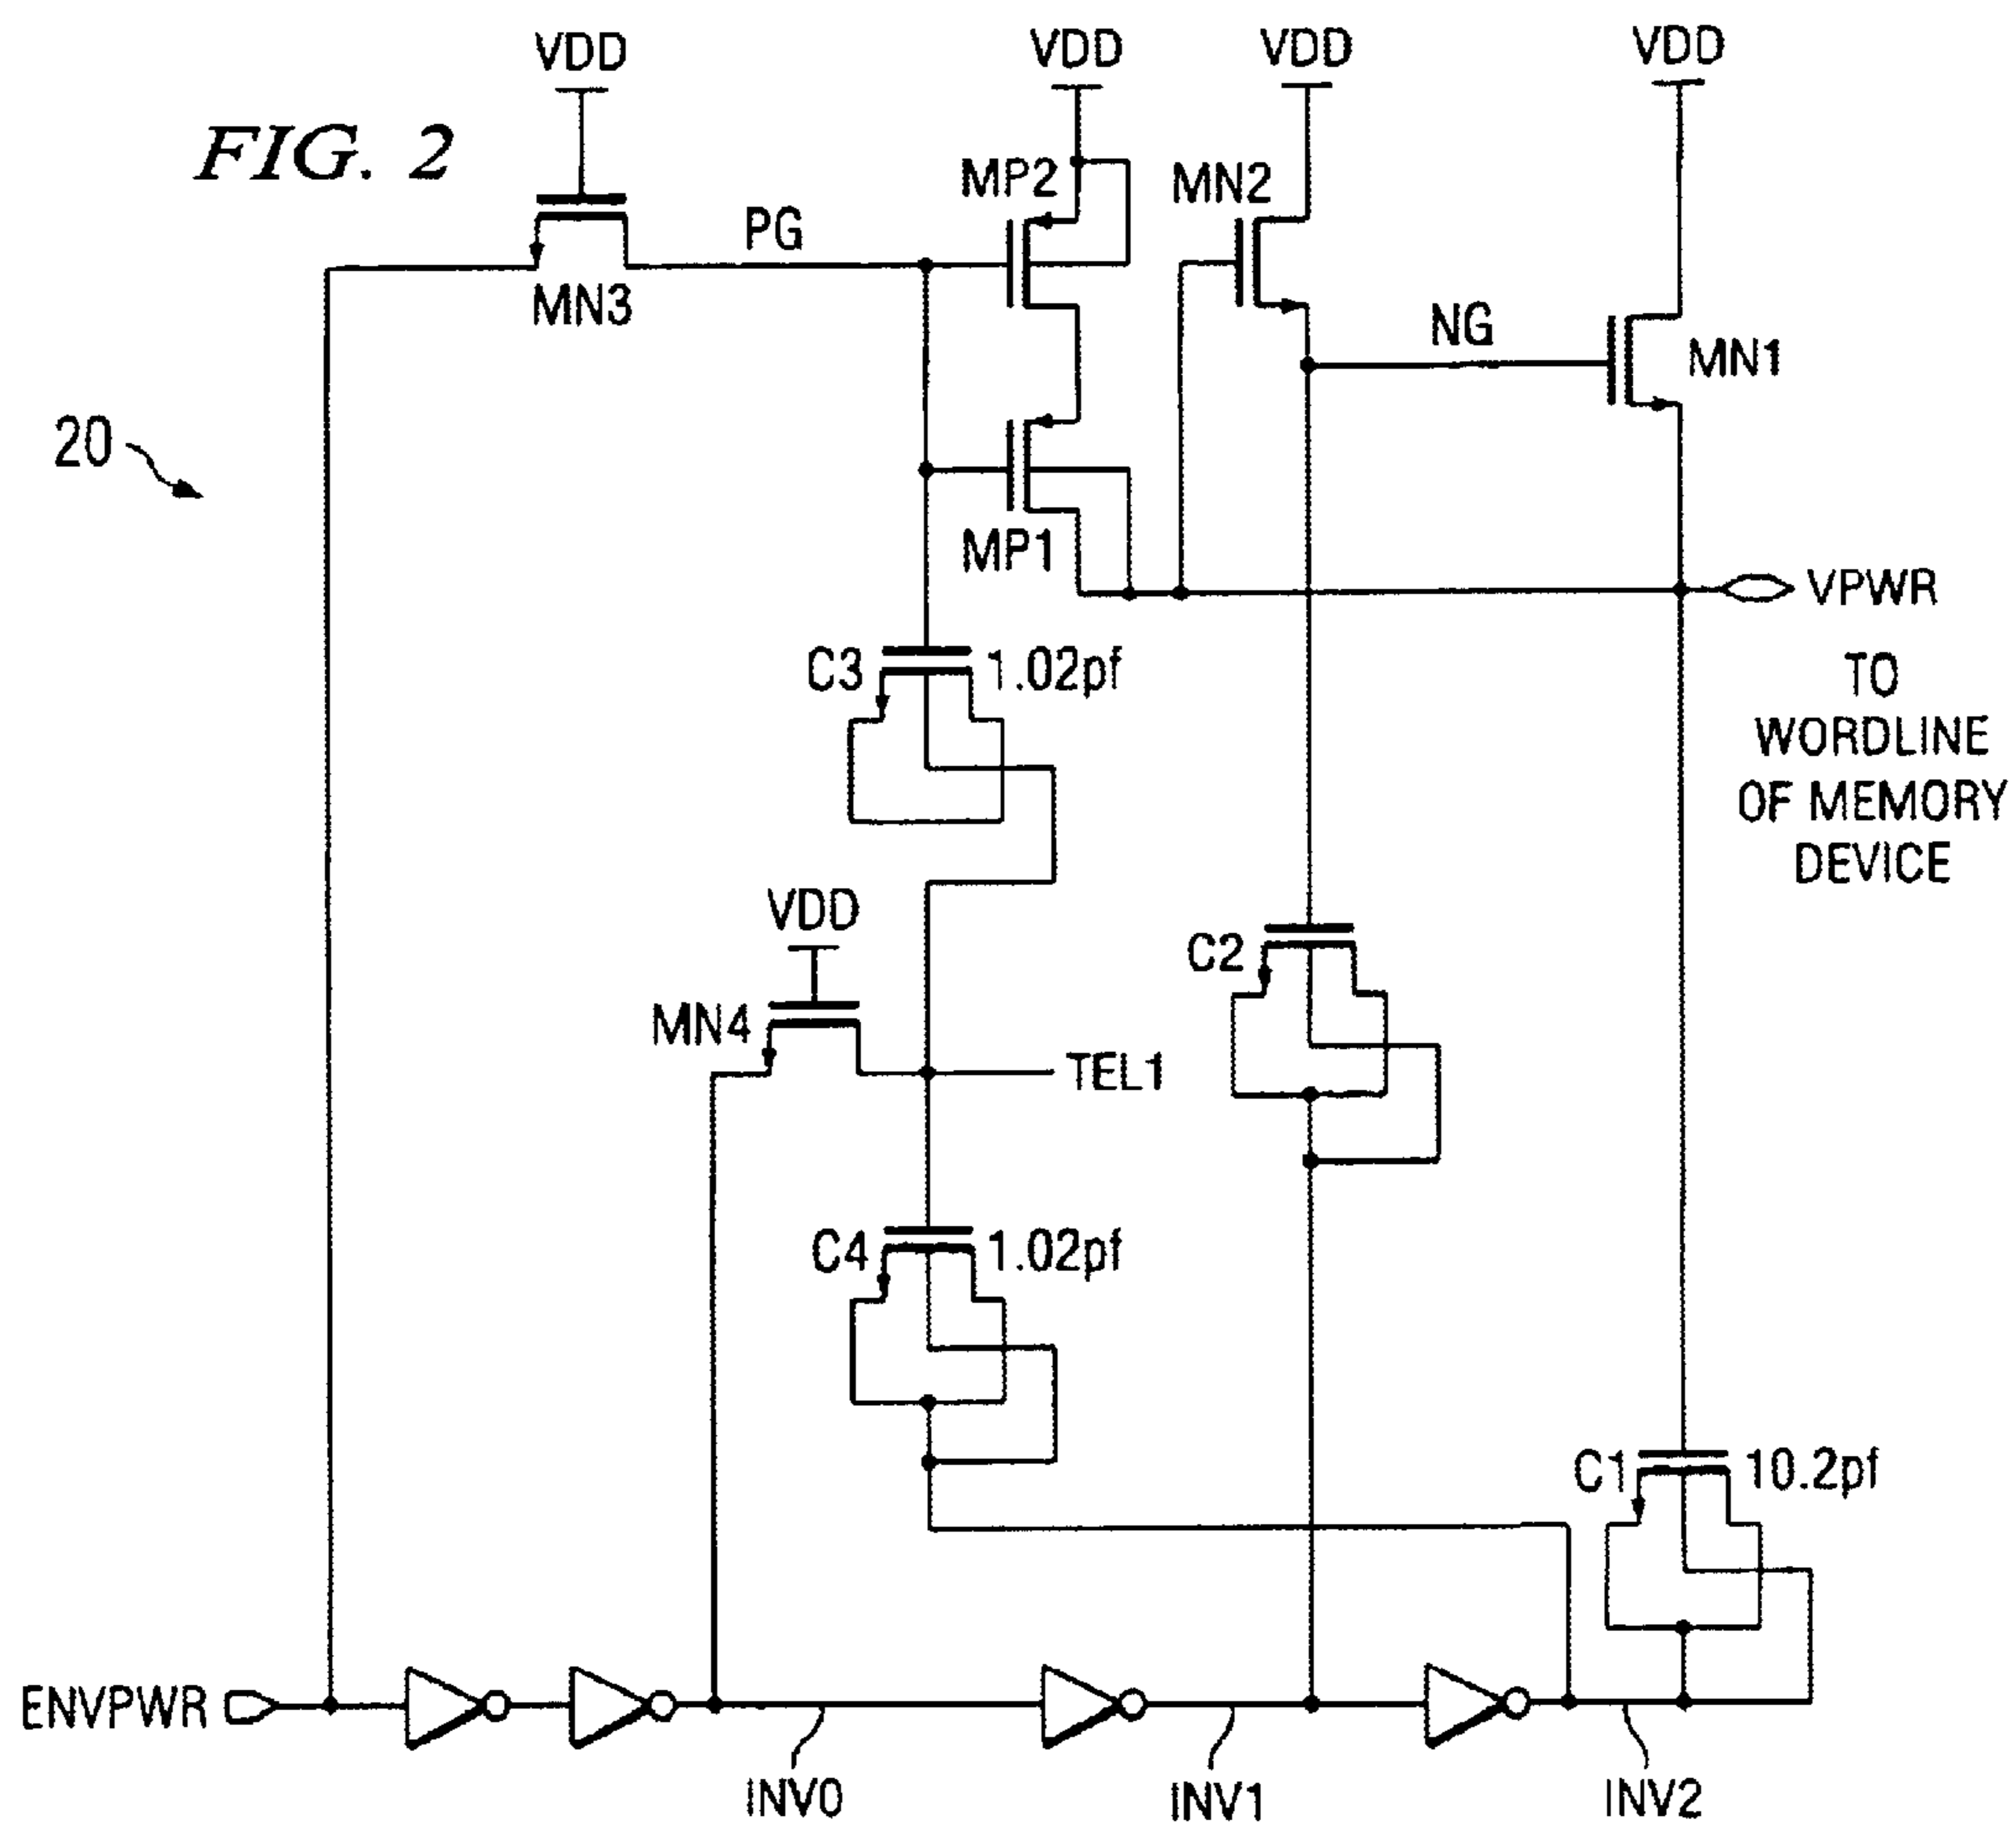 FIG. 2
VDD
VDD
VDD
VDD
MP2
MN2
PG
MN3
NG
MN1
20
MP1
VPWR
TO
WORDLINE
OF MEMORY
DEVICE
C3
1.02pf
VDD
C2
MN4
TEL1
C4
1.02pf
C1
10.2pf
ENVPWR
INV0
INV1
INV2